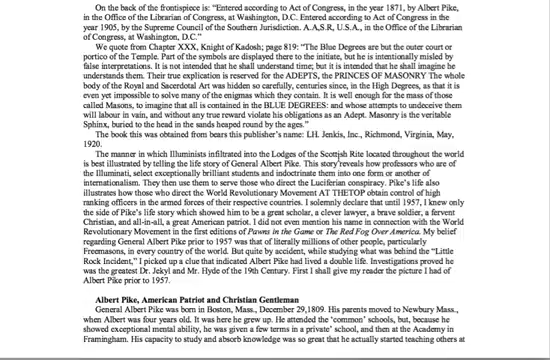 On the back of the frontispiece is: "Entered according to Act of Congress, in the year 1871, by Albert Pike,
in the Office of the Librarian of Congress, at Washington, D.C. Entered according to Act of Congress in the
year 1905, by the Supreme Council of the Southern Jurisdiction. A.A,S.R, U.S.A., in the Office of the Librarian
of Congress, at Washington, D.C."
We quote from Chapter XXX, Knight of Kadosh; page 819: "The Blue Degrees are but the outer court or
portico of the Temple. Part of the symbols are displayed there to the initiate, but he is intentionally misled by
false interpretations. It is not intended that he shall understand time; but it is intended that he shall imagine he
understands them. Their true explication is reserved for the ADEPTS, the PRINCES OF MASONRY The whole
body of the Royal and Sacerdotal Art was hidden so carefully, centuries since, in the High Degrees, as that it is
even yet impossible to solve many of the enigmas which they contain. It is well enough for the mass of those
called Masons, to imagine that all is contained in the BLUE DEGREES: and whose attempts to undeceive them
will labour in vain, and without any true reward violate his obligations as an Adept. Masonry is the veritable
Sphinx, buried to the head in the sands heaped round by the ages."
The book this was obtained from bears this publisher's name: LH. Jenkis, Inc., Richmond, Virginia, May,
1920.
The manner in which Illuminists infiltrated into the Lodges of the Scottjsh Rite located throughout the world
is best illustrated by telling the life story of General Albert Pike. This story'reveals how professors who are of
the Illuminati, select exceptionally brilliant students and indoctrinate them into one form or another of
internationalism. They then use them to serve those who direct the Luciferian conspiracy. Pike's life also
illustrates how those who direct the World Revolutionary Movement AT THETOP obtain control of high
ranking officers in the armed forces of their respective countries. I solemnly declare that until 1957, I knew only
the side of Pike's life story which showed him to be a great scholar, a clever lawyer, a brave soldier, a fervent
Christian, and all-in-all, a great American patriot. I did not even mention his name in connection with the World
Revolutionary Movement in the first editions of Pawns in the Game or The Red Fog Over America. My belief
regarding General Albert Pike prior to 1957 was that of literally millions of other people, particularly
Freemasons, in every country of the world. But quite by accident, while studying what was behind the "Little
Rock Incident," I picked up a clue that indicated Albert Pike had lived a double life. Investigations proved he
was the greatest Dr. Jekyl and Mr. Hyde of the 19th Century. First I shall give my reader the picture I had of
Albert Pike prior to 1957.
Albert Pike, American Patriot and Christian Gentleman
General Albert Pike was born in Boston, Mass., December 29,1809. His parents moved to Newbury Mass.,
when Albert was four years old. It was here he grew up. He attended the 'common' schools, but, because he
showed exceptional mental ability, he was given a few terms in a private' school, and then at the Academy in
Framingham. His capacity to study and absorb knowledge was so great that he actually started teaching others at